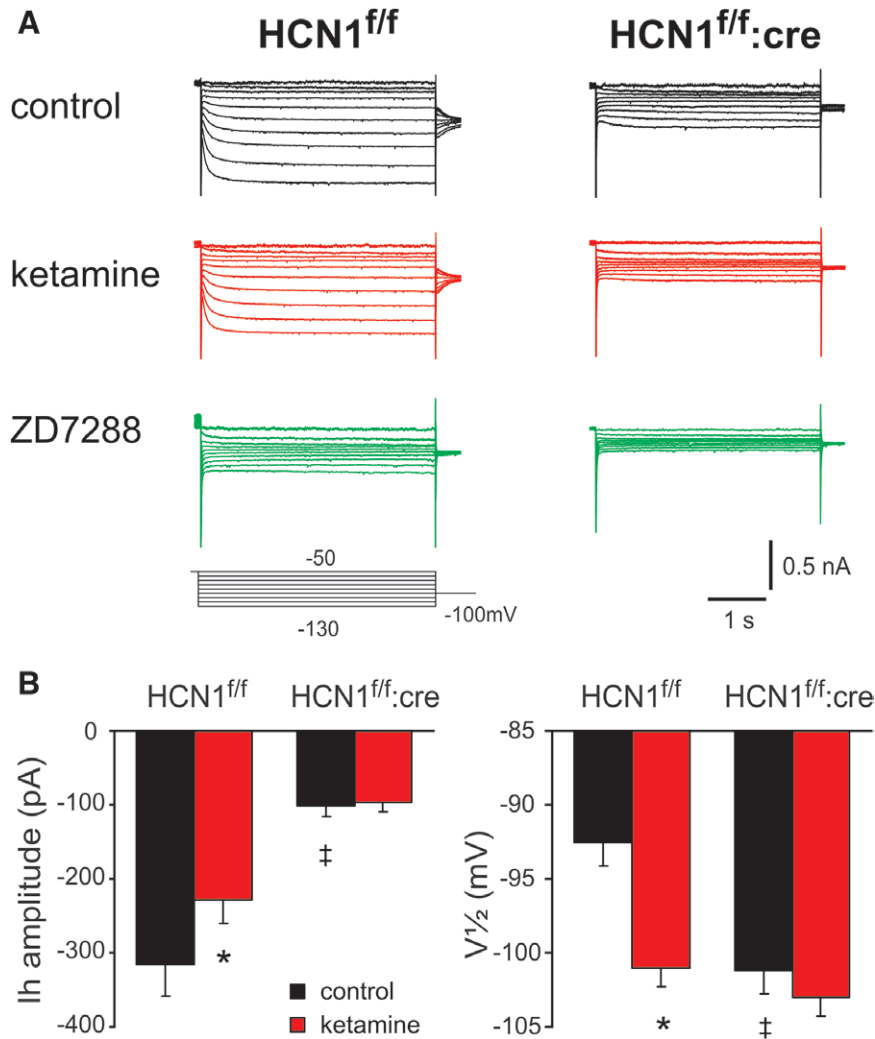 A
HCN1f/f HCN1f/f:cre
control
ketamine
ZD7288
-50
-130
-100mV
0.5 nA
1 s
B
HCN1f/f HCN1f/f:cre
Ih amplitude (pA)
0
-100
-200
-300
-400
‡
*
control
ketamine
HCN1f/f HCN1f/f:cre
V½ (mV)
-85
-90
-95
-100
-105
* ‡